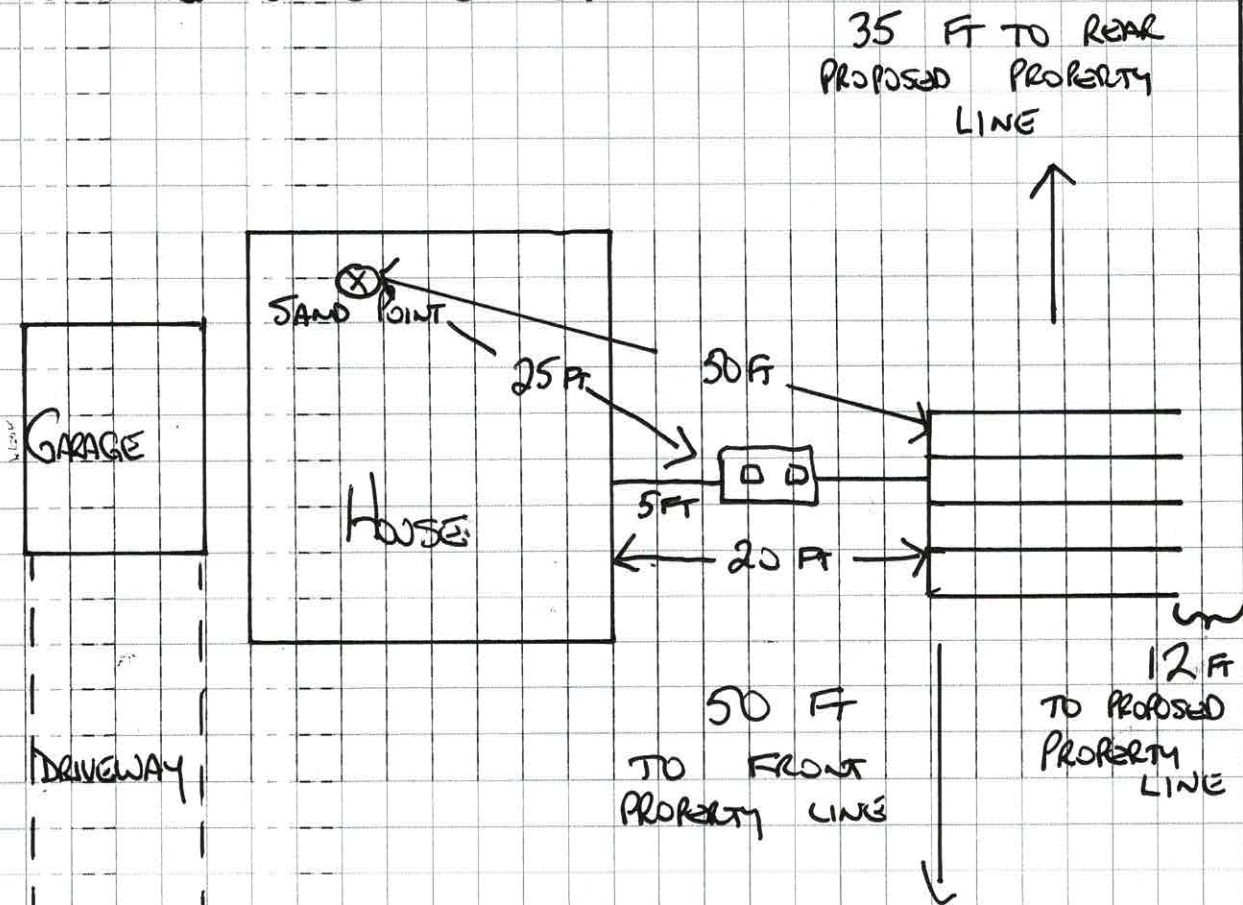 35 FT TO REAR
PROPOSED PROPERTY
LINE
SAND POINT
25 FT
50 FT
GARAGE
HOUSE
5 FT
20 FT
12 FT
TO PROPOSED
PROPERTY
LINE
50 FT
TO FRONT
PROPERTY LINE
DRIVEWAY